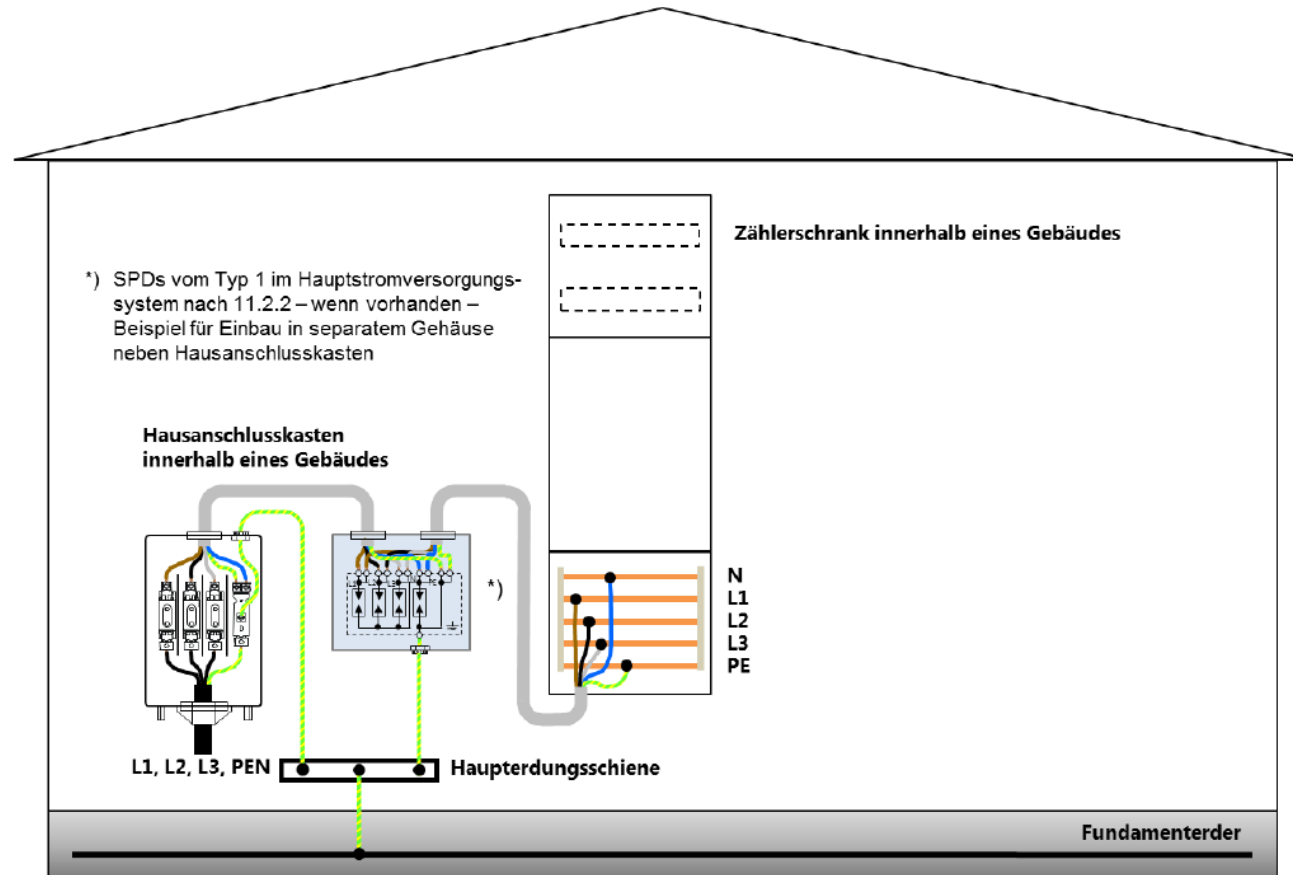 Zählerschrank innerhalb eines Gebäudes
*) SPDs vom Typ 1 im Hauptstromversorgungs-
system nach 11.2.2 – wenn vorhanden –
Beispiel für Einbau in separatem Gehäuse
neben Hausanschlusskasten
Hausanschlusskasten
innerhalb eines Gebäudes
*)
N
L1
L2
L3
PE
L1, L2, L3, PEN
Haupterdungsschiene
Fundamenterder